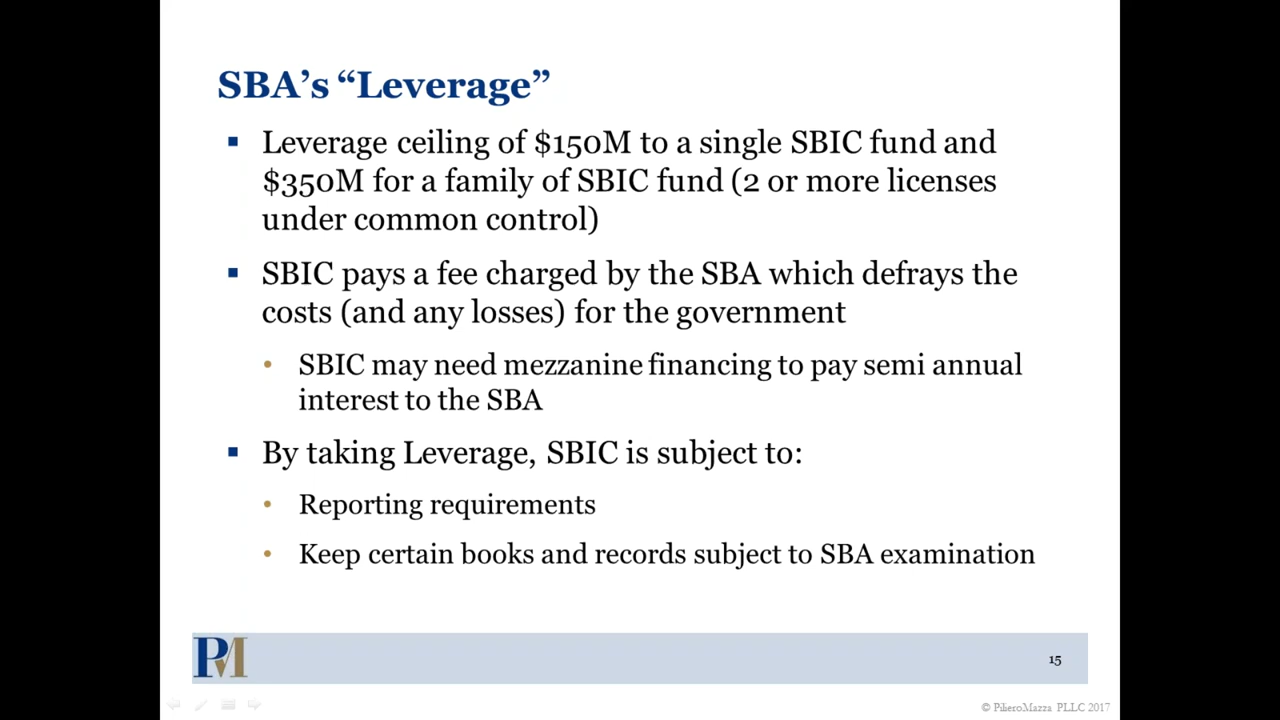 SBA’s “Leverage”
▪ Leverage ceiling of $150M to a single SBIC fund and
$350M for a family of SBIC fund (2 or more licenses
under common control)
▪ SBIC pays a fee charged by the SBA which defrays the
costs (and any losses) for the government
• SBIC may need mezzanine financing to pay semi annual
interest to the SBA
▪ By taking Leverage, SBIC is subject to:
• Reporting requirements
• Keep certain books and records subject to SBA examination
PM
15
© PilieroMazza PLLC 2017